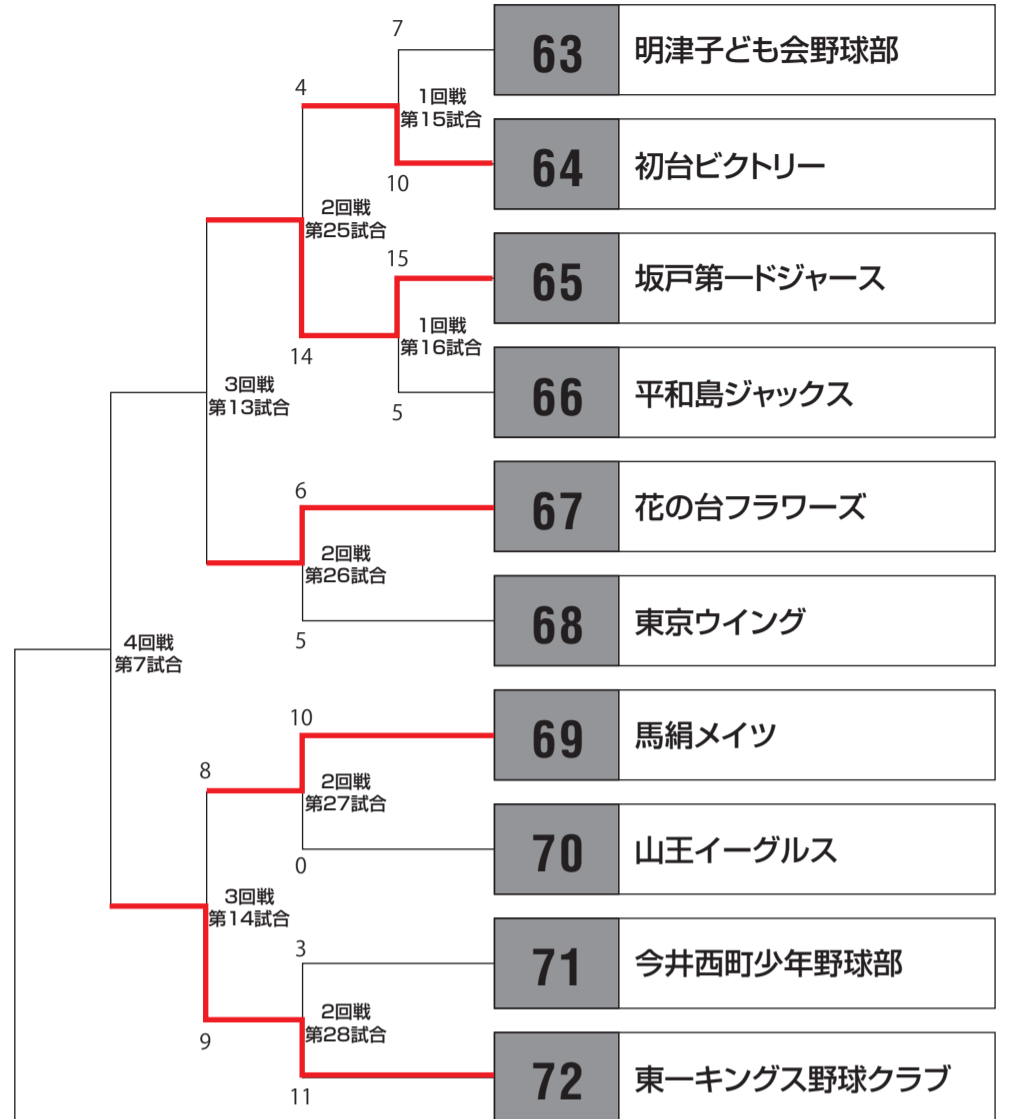 7
63 明津子ども会野球部
4
1回戦
第15試合
64 初台ビクトリー
10
2回戦
第25試合
15
65 坂戸第一ドジャース
1回戦
第16試合
14
3回戦
第13試合
66 平和島ジャックス
5
6
67 花の台フラワーズ
2回戦
第26試合
68 東京ウイング
5
4回戦
第7試合
10
69 馬絹メイツ
8
2回戦
第27試合
70 山王イーグルス
0
3回戦
第14試合
3
71 今井西町少年野球部
2回戦
第28試合
9
72 東一キングス野球クラブ
11